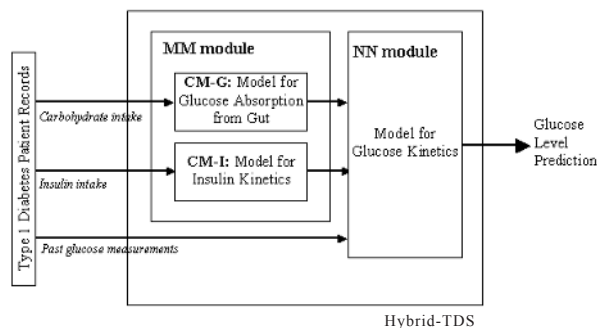 Type 1 Diabetes Patient Records
MM module
NN module
CM-G: Model for
Glucose Absorption
from Gut
Carbohydrate intake
CM-I: Model for
Insulin Kinetics
Insulin intake
Past glucose measurements
Model for
Glucose Kinetics
Glucose
Level
Prediction
Hybrid-TDS